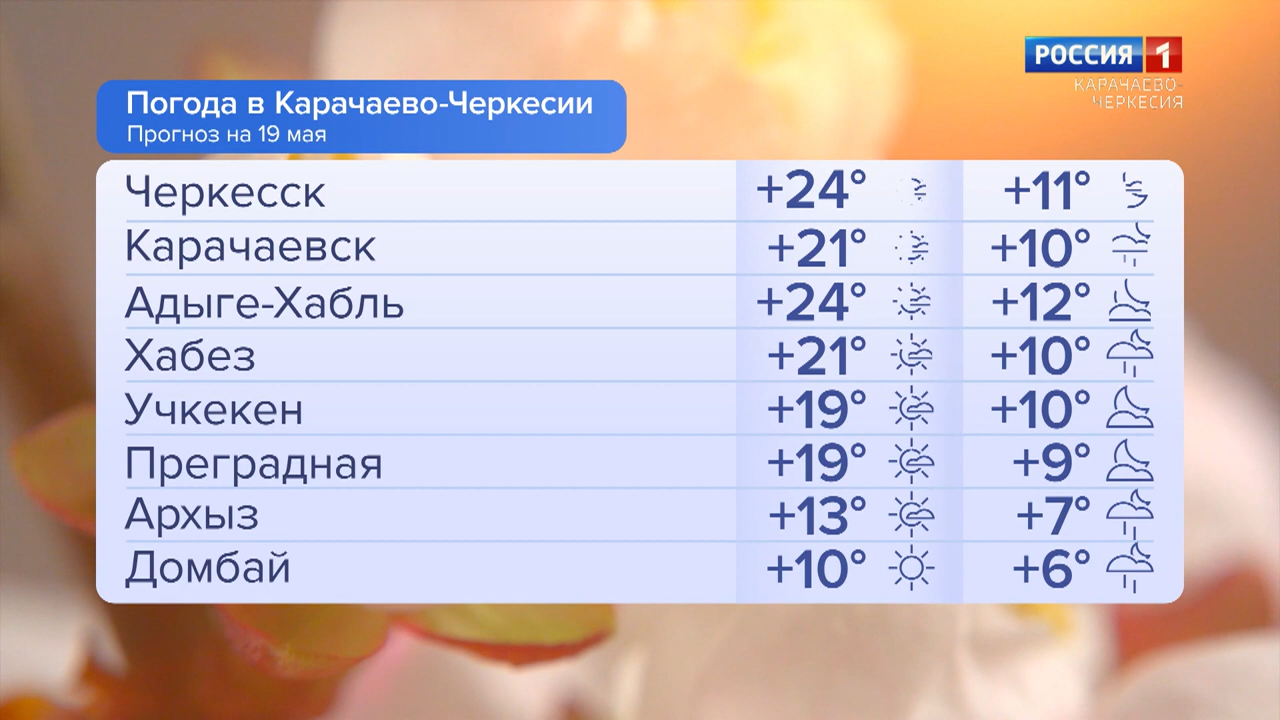 РОССИЯ 1
КАРАЧАЕВО-
ЧЕРКЕСИЯ
Погода в Карачаево-Черкесии
Прогноз на 19 мая
Черкесск +24° +11°
Карачаевск +21° +10°
Адыге-Хабль +24° +12°
Хабез +21° +10°
Учкекен +19° +10°
Преградная +19° +9°
Архыз +13° +7°
Домбай +10° +6°